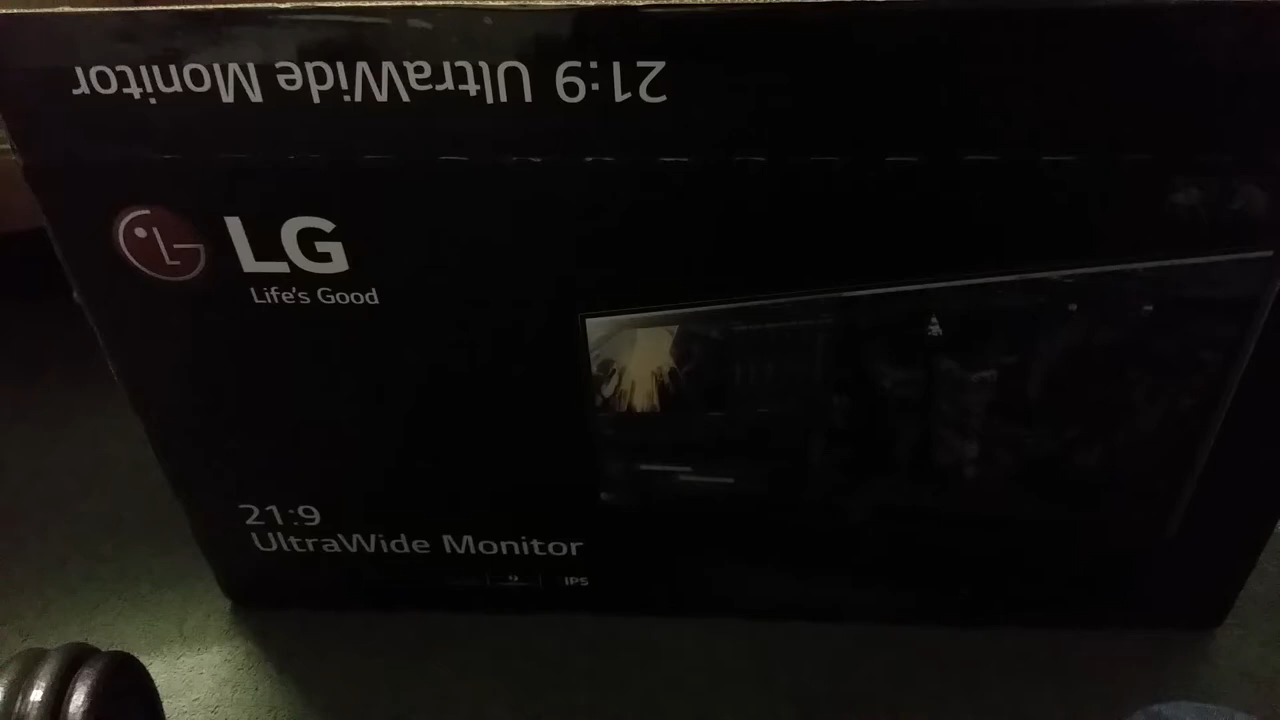 21:9 UltraWide Monitor
LG
Life's Good
21:9
UltraWide Monitor
IPS